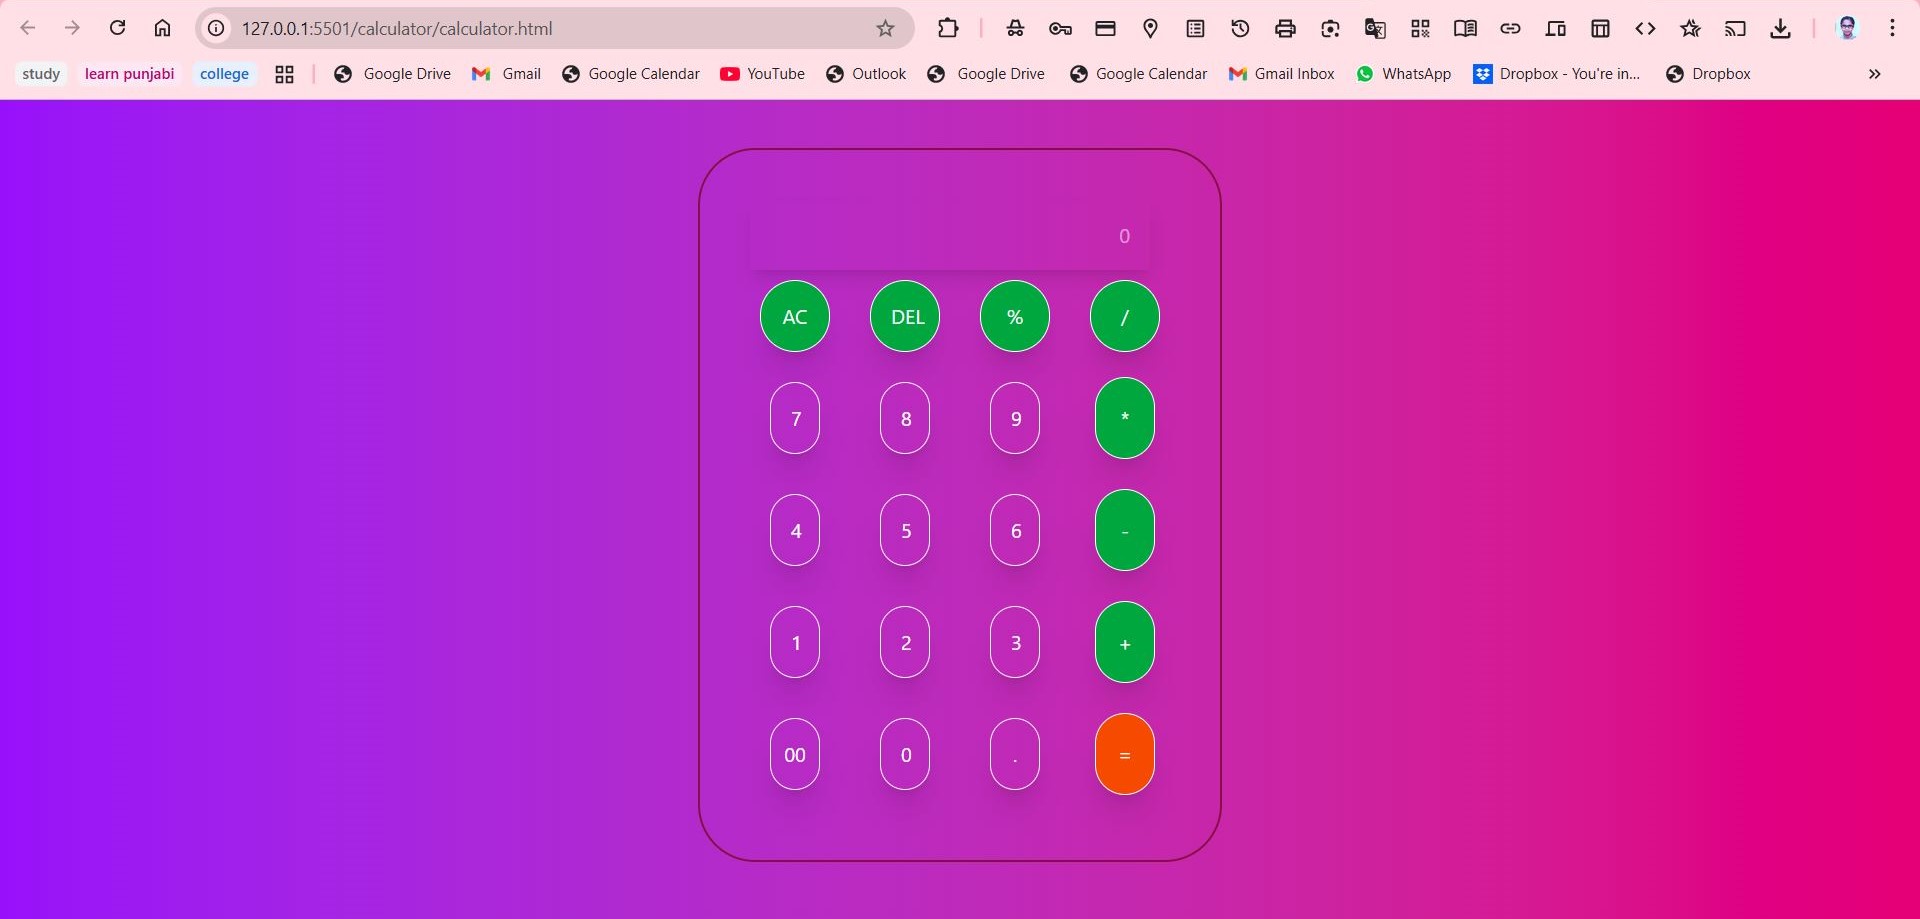 127.0.0.1:5501/calculator/calculator.html
study learn punjabi college Google Drive Gmail Google Calendar YouTube Outlook Google Drive Google Calendar Gmail Inbox WhatsApp Dropbox - You're in... Dropbox »
0
AC DEL % /
7 8 9 *
4 5 6 -
1 2 3 +
00 0 . =